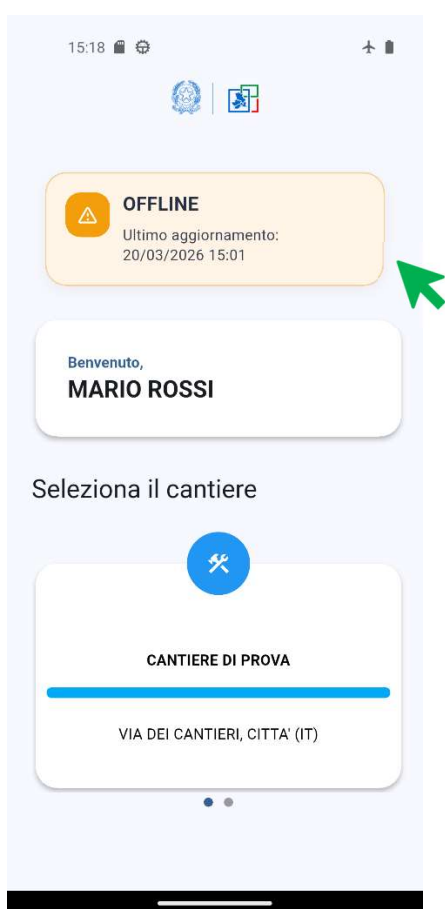 15:18
OFFLINE
Ultimo aggiornamento:
20/03/2026 15:01
Benvenuto,
MARIO ROSSI
Seleziona il cantiere
CANTIERE DI PROVA
VIA DEI CANTIERI, CITTA' (IT)